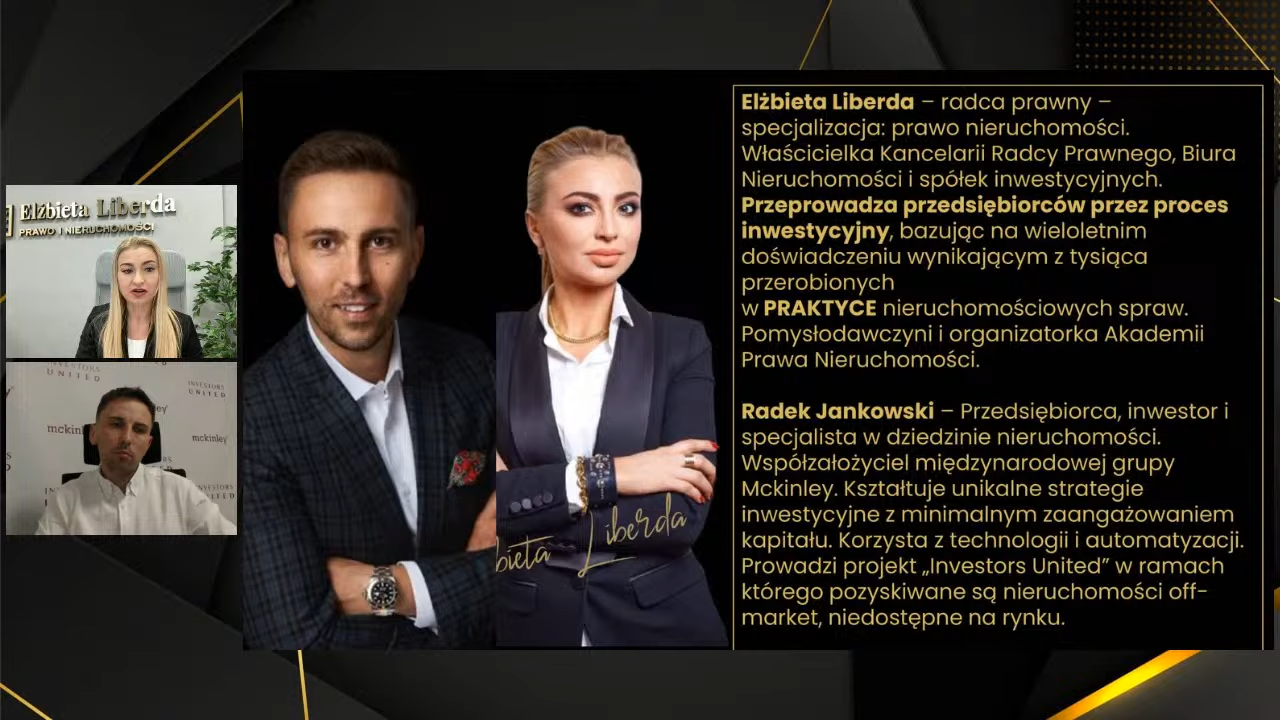 Elżbieta Liberda
PRAWO I NIERUCHOMOŚCI
INVESTORS
UNITED
INVESTORS
UNITED
mckinley
INVESTORS
UNITED
Liberda
Elżbieta Liberda – radca prawny –
specjalizacja: prawo nieruchomości.
Właścicielka Kancelarii Radcy Prawnego, Biura
Nieruchomości i spółek inwestycyjnych.
Przeprowadza przedsiębiorców przez proces
inwestycyjny, bazując na wieloletnim
doświadczeniu wynikającym z tysiąca
przerobionych
w PRAKTYCE nieruchomościowych spraw.
Pomysłodawczyni i organizatorka Akademii
Prawa Nieruchomości.
Radek Jankowski – Przedsiębiorca, inwestor i
specjalista w dziedzinie nieruchomości.
Współzałożyciel międzynarodowej grupy
Mckinley. Kształtuje unikalne strategie
inwestycyjne z minimalnym zaangażowaniem
kapitału. Korzysta z technologii i automatyzacji.
Prowadzi projekt „Investors United” w ramach
którego pozyskiwane są nieruchomości off-
market, niedostępne na rynku.